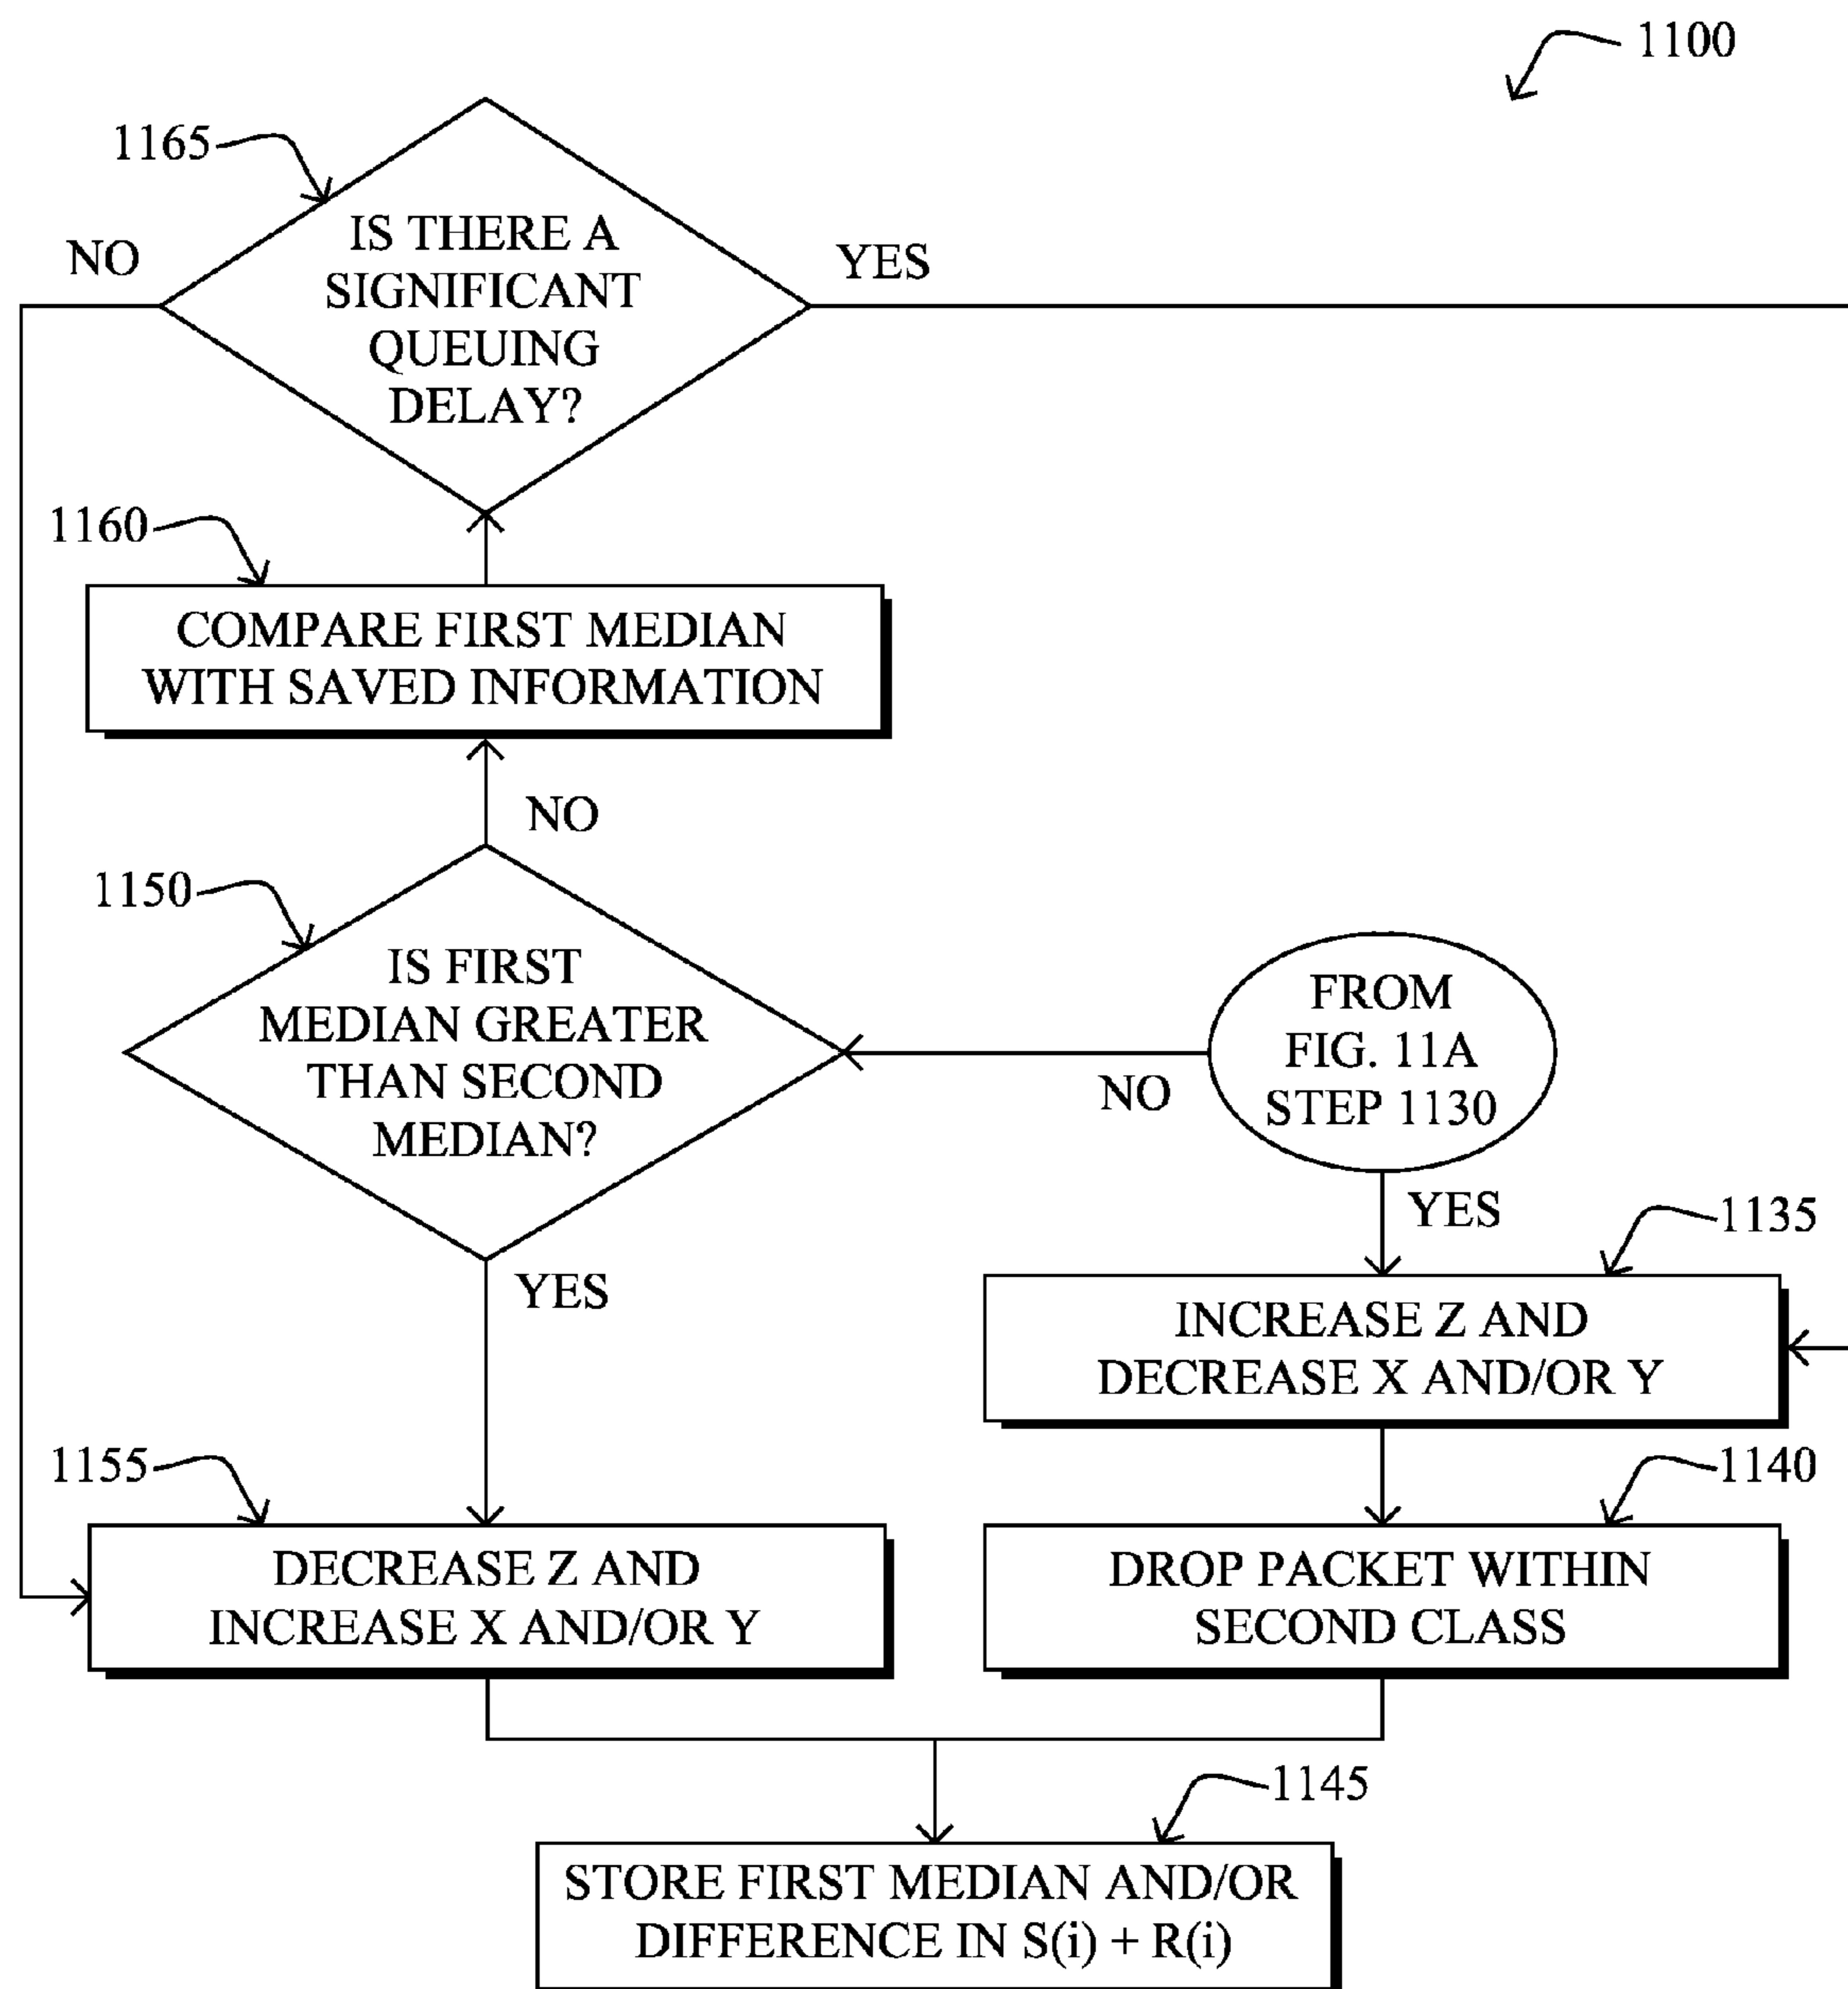 1100
1165
NO
IS THERE A
SIGNIFICANT
QUEUING
DELAY?
YES
1160
COMPARE FIRST MEDIAN
WITH SAVED INFORMATION
NO
1150
IS FIRST
MEDIAN GREATER
THAN SECOND
MEDIAN?
NO
FROM
FIG. 11A
STEP 1130
YES
YES
1135
INCREASE Z AND
DECREASE X AND/OR Y
1155
DECREASE Z AND
INCREASE X AND/OR Y
1140
DROP PACKET WITHIN
SECOND CLASS
1145
STORE FIRST MEDIAN AND/OR
DIFFERENCE IN S(i) + R(i)